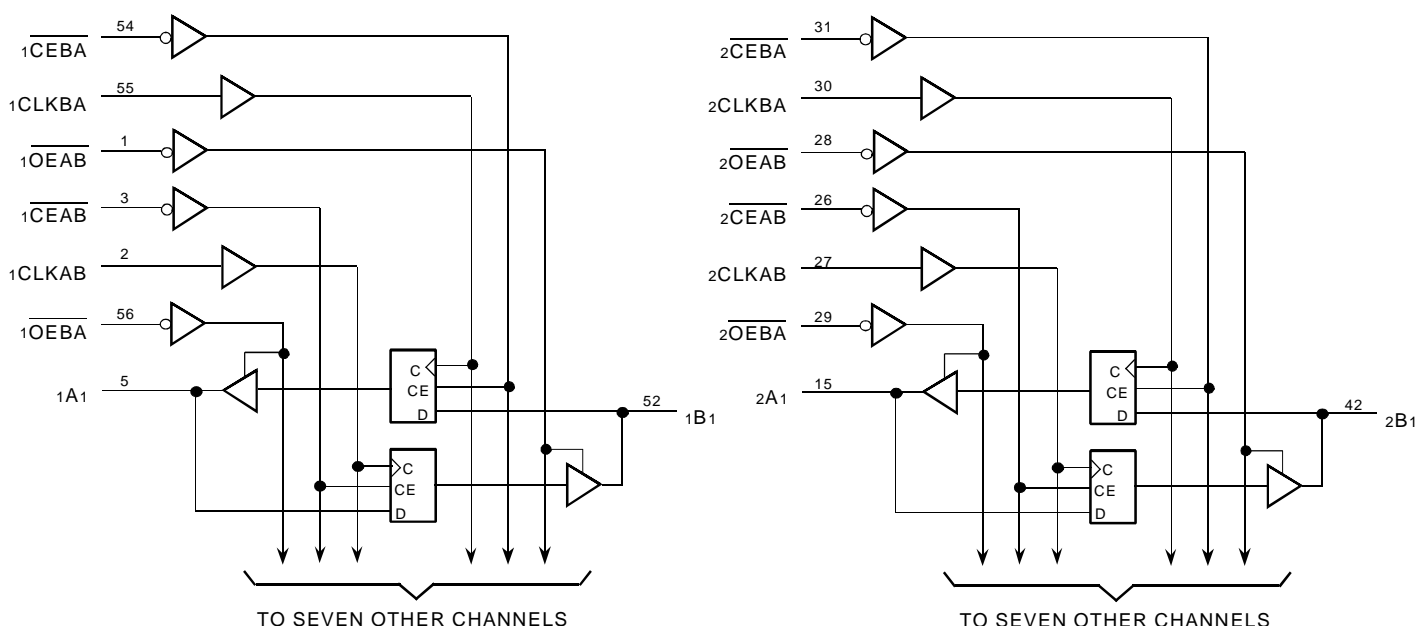 54
1CEBA
55
1CLKBA
1
1OEAB
3
1CEAB
2
1CLKAB
56
1OEBA
5
1A1
C
CE
D
52
1B1
C
CE
D
TO SEVEN OTHER CHANNELS
31
2CEBA
30
2CLKBA
28
2OEAB
26
2CEAB
27
2CLKAB
29
2OEBA
15
2A1
C
CE
D
42
2B1
C
CE
D
TO SEVEN OTHER CHANNELS